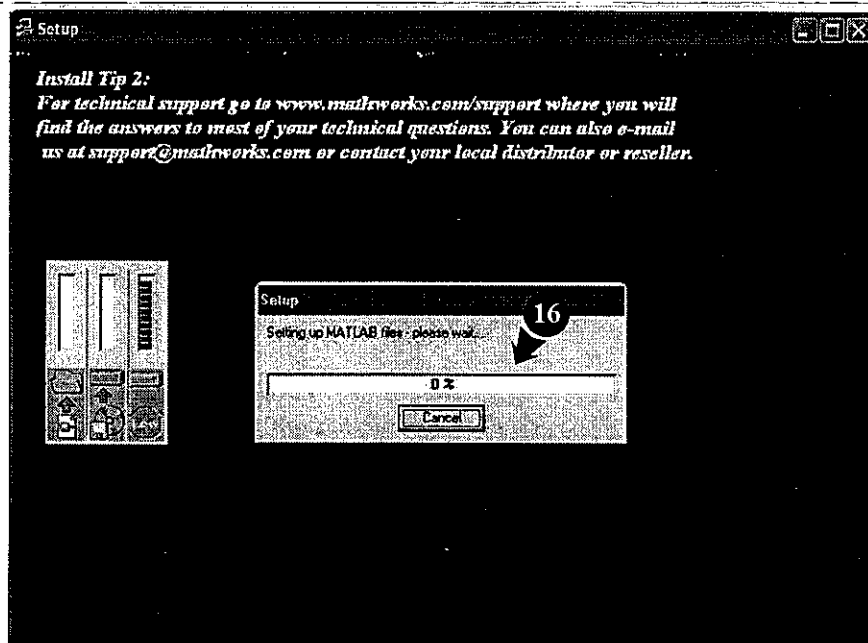 Setup
Install Tip 2:
For technical support go to www.mathworks.com/support where you will
find the answers to most of your technical questions. You can also e-mail
us at support@mathworks.com or contact your local distributor or reseller.
Setup
16
Setting up MATLAB files - please wait...
0 %
Cancel